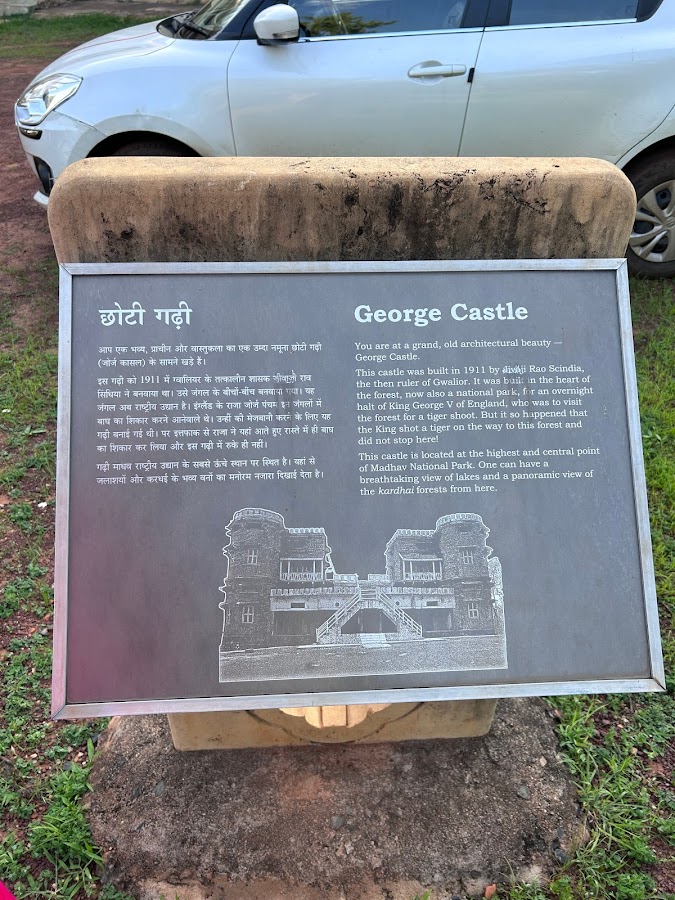 छोटी गढ़ी
आप एक भव्य, प्राचीन और वास्तुकला का एक उम्दा नमूना छोटी गढ़ी
(जोर्ज कासल) के सामने खड़े है।
इस गढ़ी को 1911 में ग्वालियर के तत्कालीन शासक जीवाजी राव
सिंधिया ने बनवाया था। उसे जंगल के बीचों-बीच बनवाया गया। यह
जंगल अब राष्ट्रीय उद्यान है। इंग्लैंड के राजा जोर्ज पंचम इन जंगलों में
बाघ का शिकार करने आनेवाले थे। उन्हीं की मेजबानी करने के लिए यह
गढ़ी बनाई गई थी। पर इत्तफाक से राजा ने यहां आते हुए रास्ते में ही बाघ
का शिकार कर लिया और इस गढ़ी में रुके ही नहीं।
गढ़ी माधव राष्ट्रीय उद्यान के सबसे ऊंचे स्थान पर स्थित है। यहां से
जलाशयों और करधई के भव्य वनों का मनोरम नजारा दिखाई देता है।
George Castle
You are at a grand, old architectural beauty —
George Castle.
This castle was built in 1911 by Jivaji Rao Scindia,
the then ruler of Gwalior. It was built in the heart of
the forest, now also a national park, for an overnight
halt of King George V of England, who was to visit
the forest for a tiger shoot. But it so happened that
the King shot a tiger on the way to this forest and
did not stop here!
This castle is located at the highest and central point
of Madhav National Park. One can have a
breathtaking view of lakes and a panoramic view of
the kardhai forests from here.